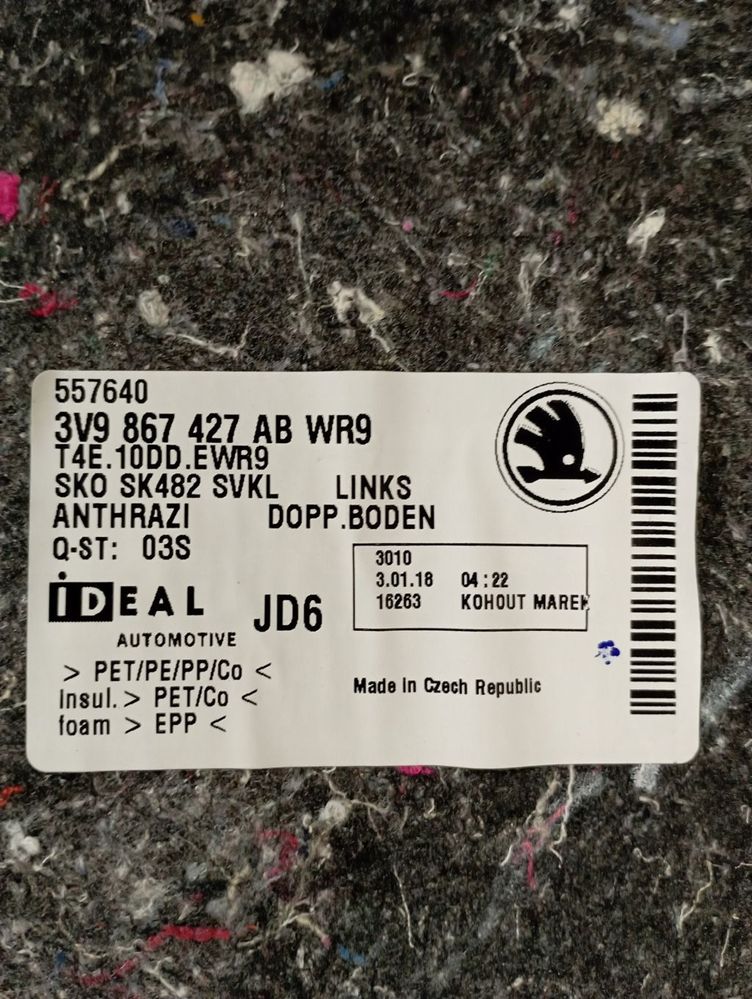 557640
3V9 867 427 AB WR9
T4E.10DD.EWR9
SKO SK482 SVKL LINKS
ANTHRAZI DOPP.BODEN
Q-ST: 03S
3010
3.01.18 04:22
16263 KOHOUT MAREK
iDEAL
AUTOMOTIVE
JD6
> PET/PE/PP/Co <
Insul. > PET/Co <
foam > EPP <
Made In Czech Republic